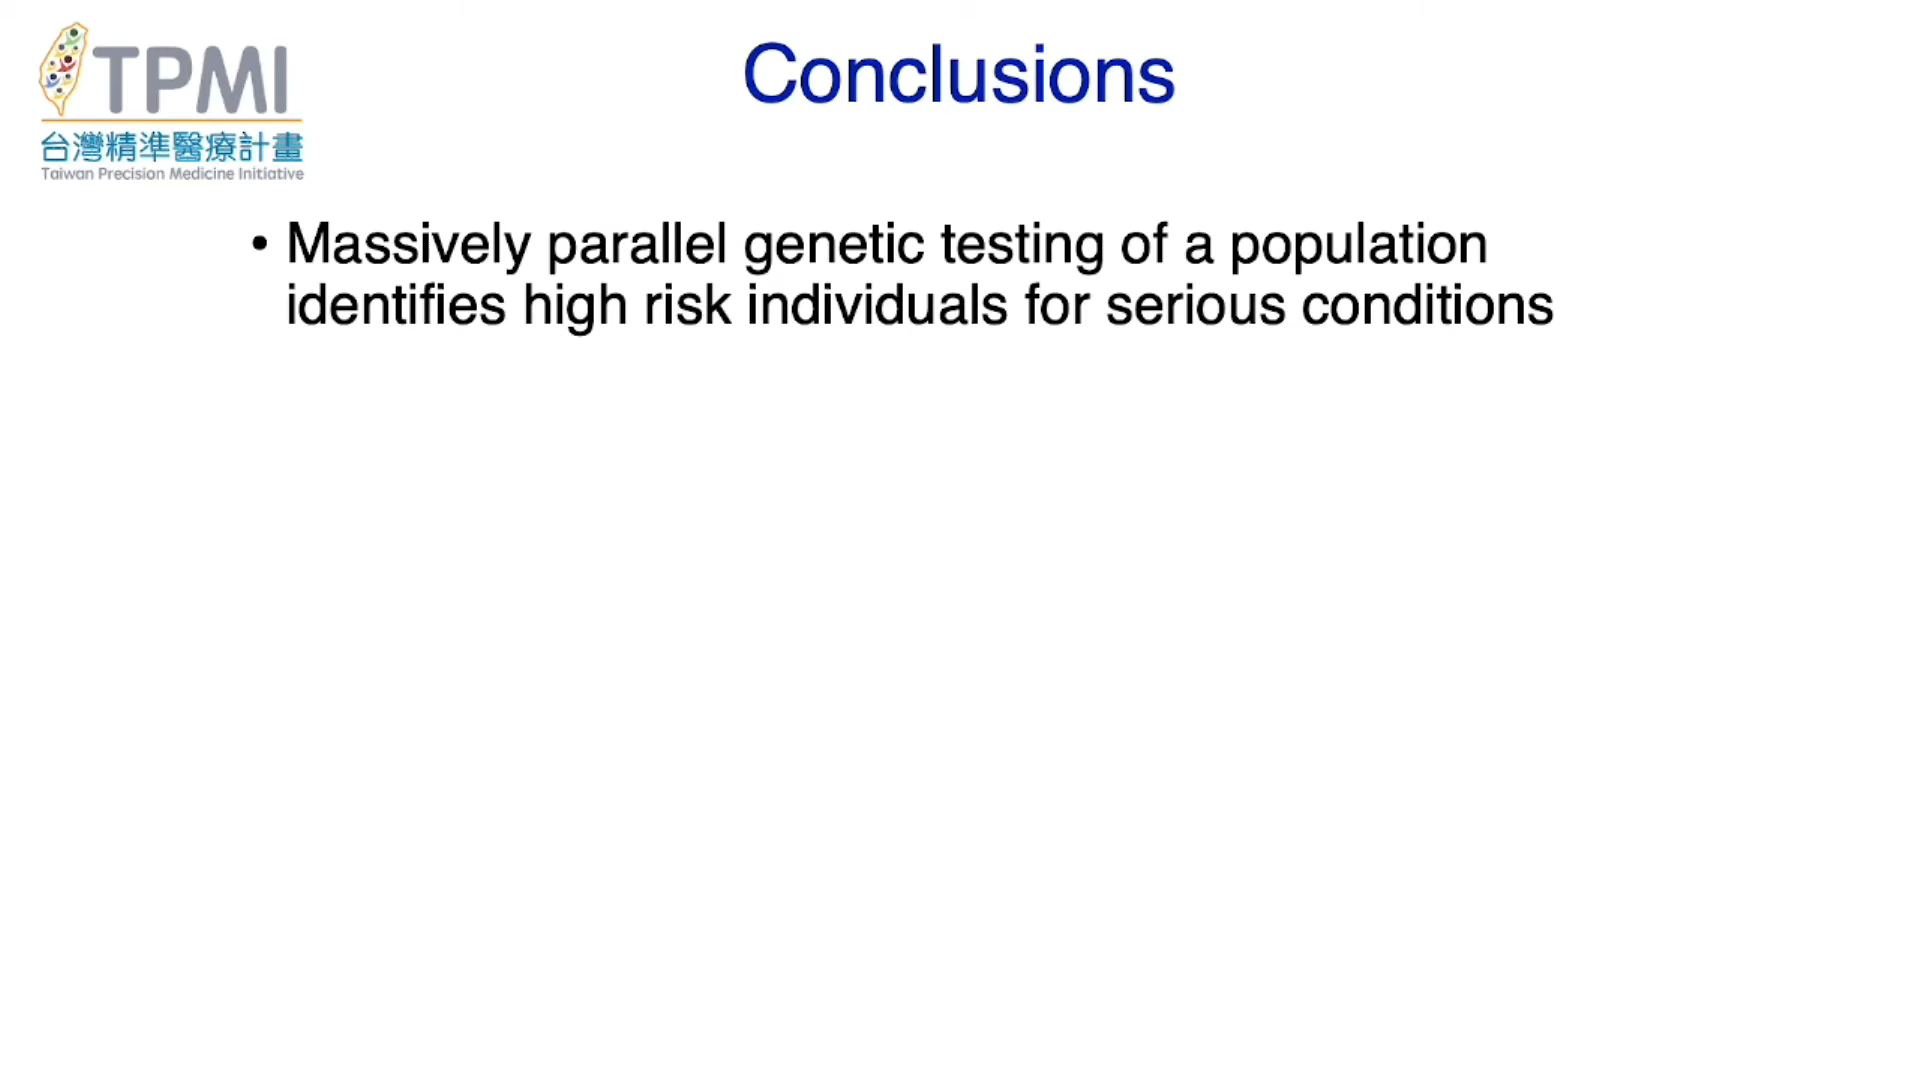 TPMI
台灣精準醫療計畫
Taiwan Precision Medicine Initiative
Conclusions
• Massively parallel genetic testing of a population
identifies high risk individuals for serious conditions